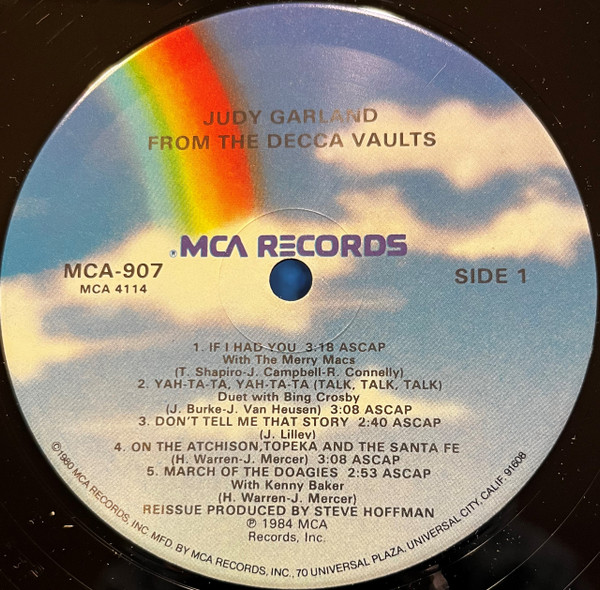 JUDY GARLAND
FROM THE DECCA VAULTS
MCA RECORDS
MCA-907
MCA 4114
SIDE 1
1. IF I HAD YOU 3:18 ASCAP
With The Merry Macs
(T. Shapiro-J. Campbell-R. Connelly)
2. YAH-TA-TA, YAH-TA-TA (TALK, TALK, TALK)
Duet with Bing Crosby
(J. Burke-J. Van Heusen) 3:08 ASCAP
3. DON'T TELL ME THAT STORY 2:40 ASCAP
(J. Lillev)
4. ON THE ATCHISON,TOPEKA AND THE SANTA FE
(H. Warren-J. Mercer) 3:08 ASCAP
5. MARCH OF THE DOAGIES 2:53 ASCAP
With Kenny Baker
(H. Warren-J. Mercer)
REISSUE PRODUCED BY STEVE HOFFMAN
℗ 1984 MCA
Records, Inc.
©1980 MCA RECORDS, INC. MFD. BY MCA RECORDS, INC., 70 UNIVERSAL PLAZA, UNIVERSAL CITY, CALIF. 91608